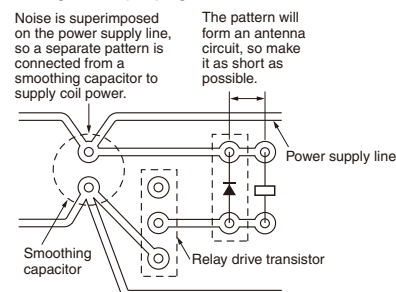 Noise is superimposed
on the power supply line,
so a separate pattern is
connected from a
smoothing capacitor to
supply coil power.
The pattern will
form an antenna
circuit, so make
it as short as
possible.
Power supply line
Smoothing
capacitor
Relay drive transistor